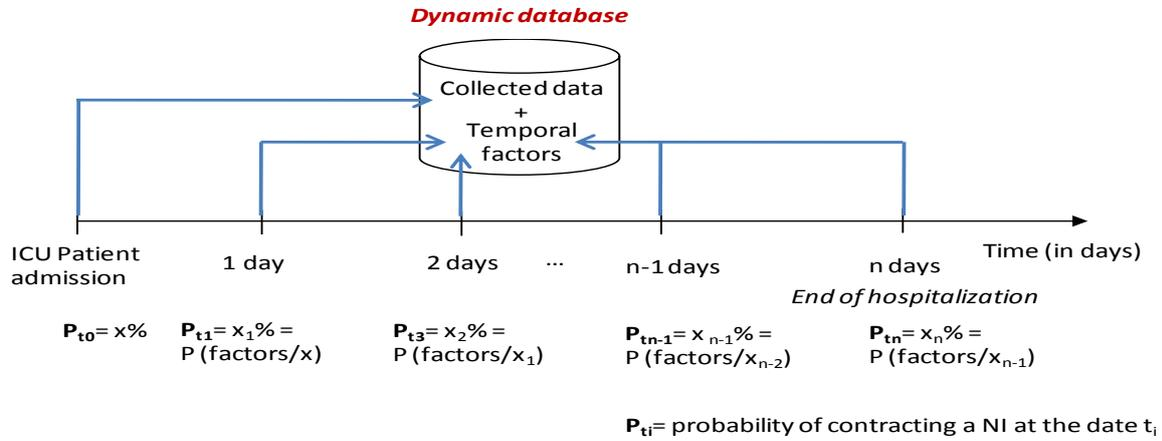 Dynamic database
Collected data
+
Temporal
factors
ICU Patient
admission
1 day
2 days
...
n-1 days
n days
Time (in days)
End of hospitalization
Pt0= x%
Pt1= x1% =
P (factors/x)
Pt3= x2% =
P (factors/x1)
Ptn-1= x n-1% =
P (factors/xn-2)
Ptn= xn% =
P (factors/xn-1)
Pti= probability of contracting a NI at the date ti